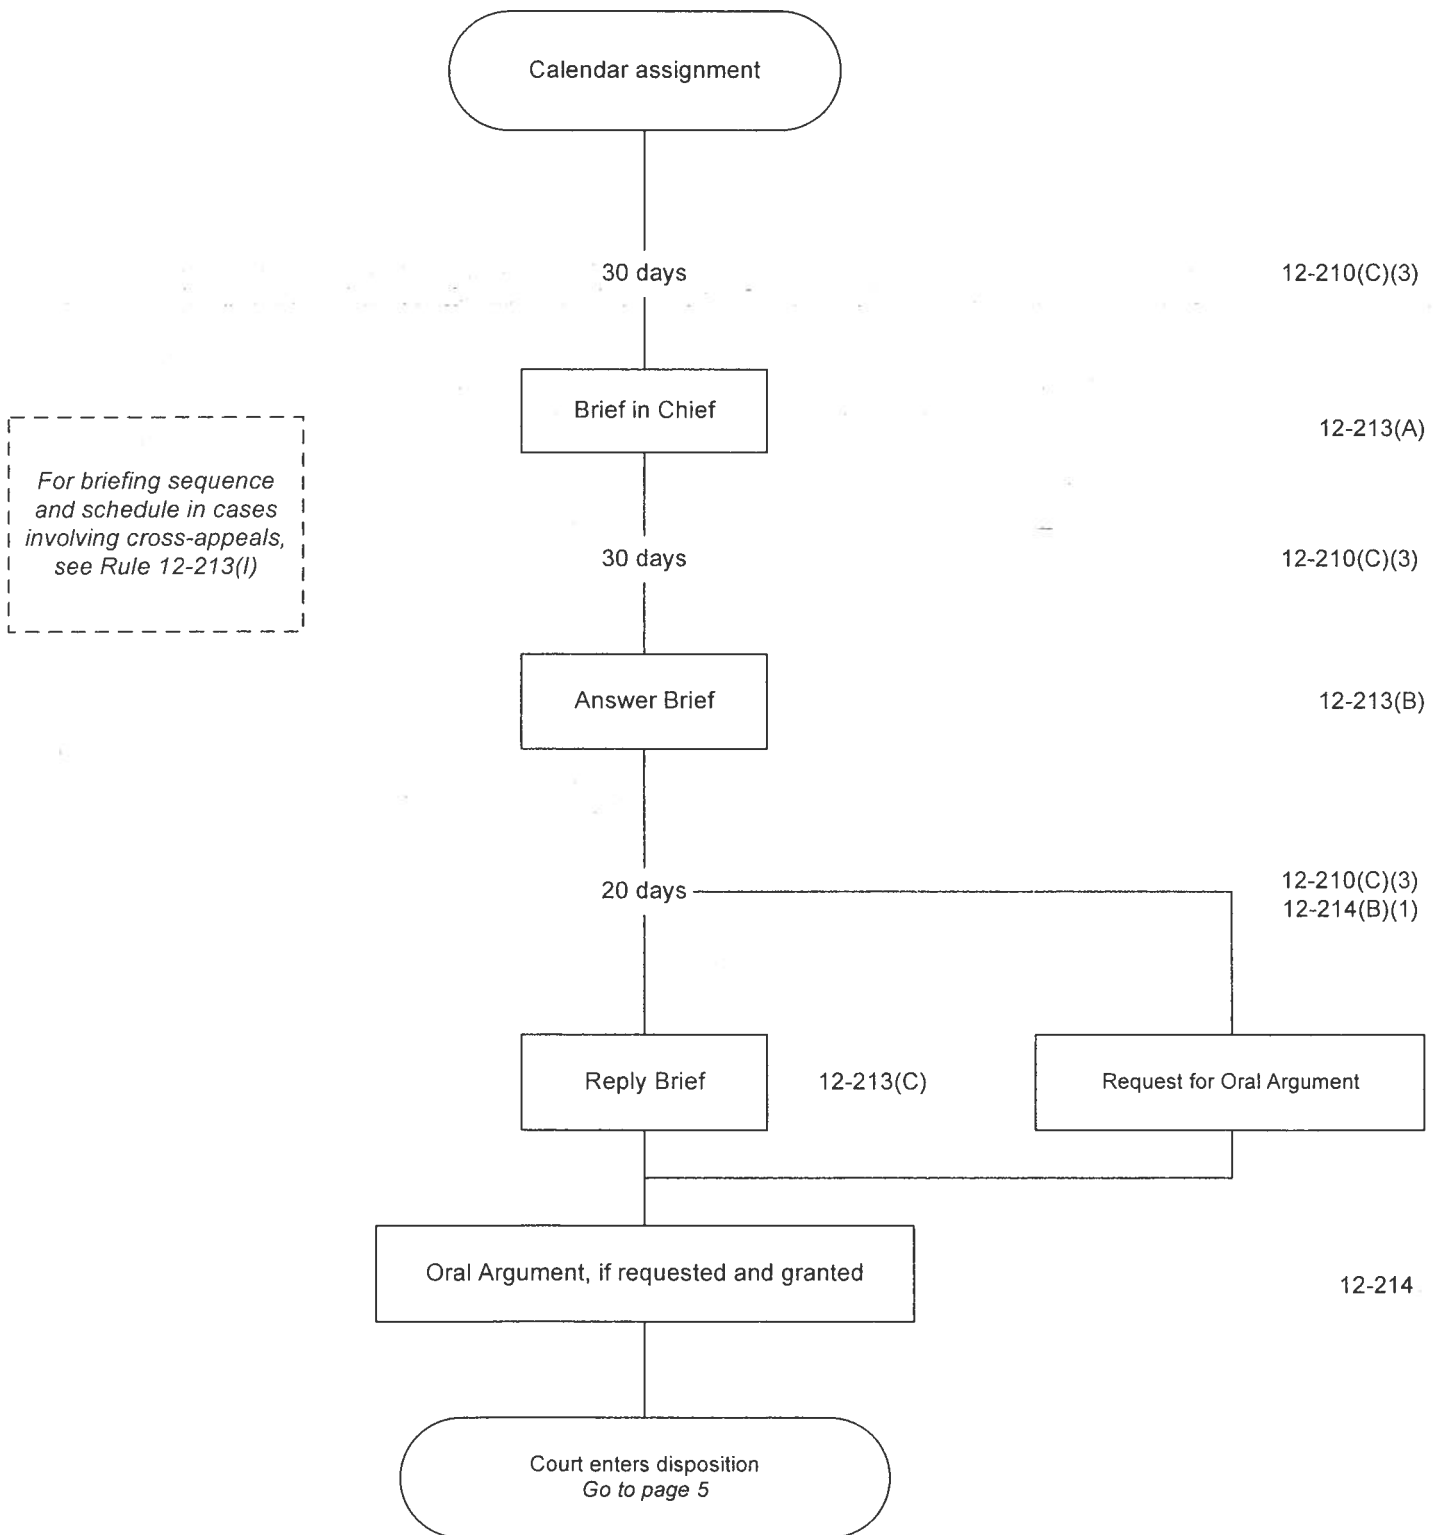 Calendar assignment
30 days
12-210(C)(3)
Brief in Chief
12-213(A)
For briefing sequence
and schedule in cases
involving cross-appeals,
see Rule 12-213(I)
30 days
12-210(C)(3)
Answer Brief
12-213(B)
20 days
12-210(C)(3)
12-214(B)(1)
Reply Brief
12-213(C)
Request for Oral Argument
Oral Argument, if requested and granted
12-214
Court enters disposition
Go to page 5